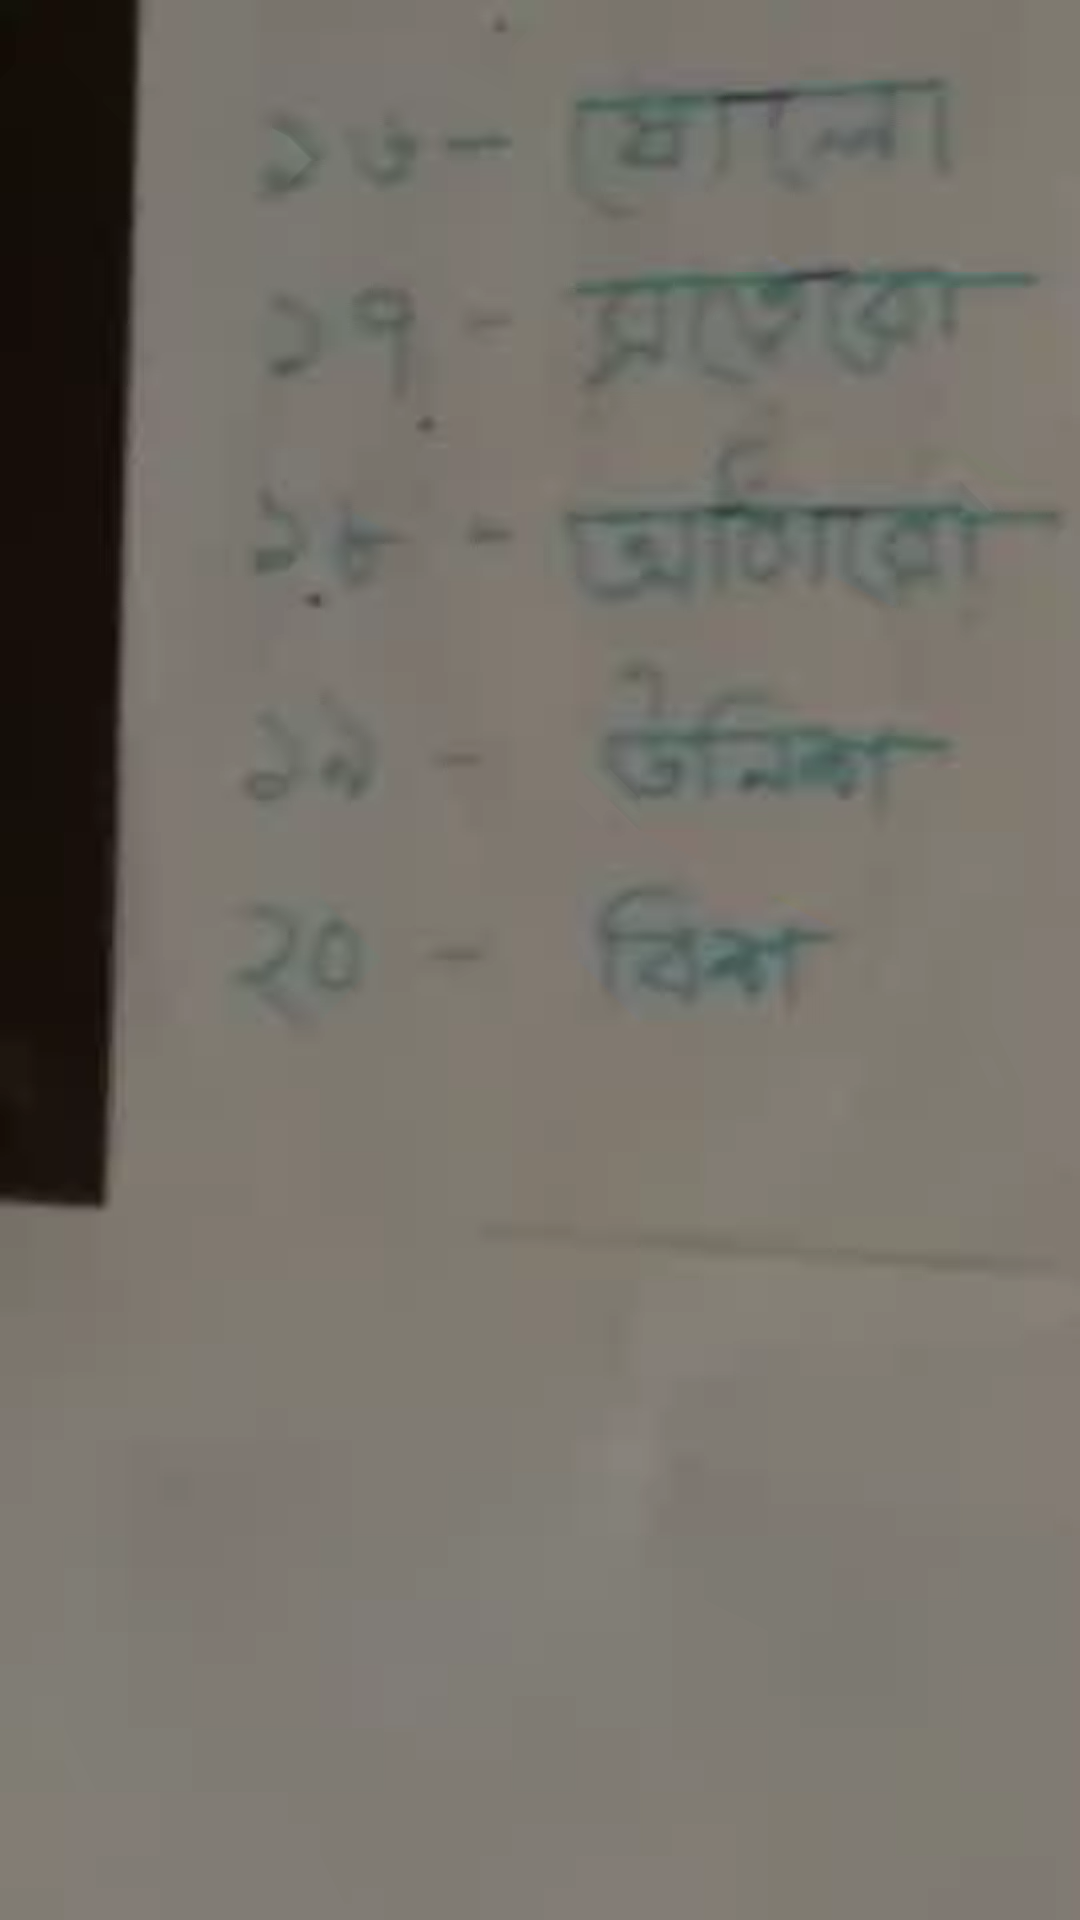 ১৬ - ষোলো
১৭ - সতেরো
১৮ - আঠারো
১৯ - উনিশ
২০ - বিশ